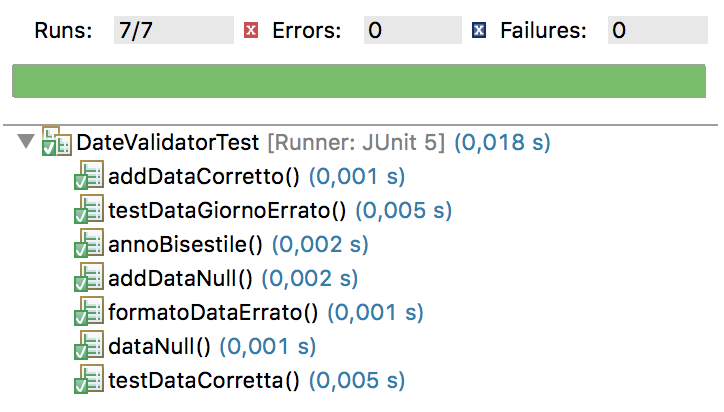 Runs: 7/7 Errors: 0 Failures: 0
DateValidatorTest [Runner: JUnit 5] (0,018 s)
addDataCorretto() (0,001 s)
testDataGiornoErrato() (0,005 s)
annoBisestile() (0,002 s)
addDataNull() (0,002 s)
formatoDataErrato() (0,001 s)
dataNull() (0,001 s)
testDataCorretta() (0,005 s)